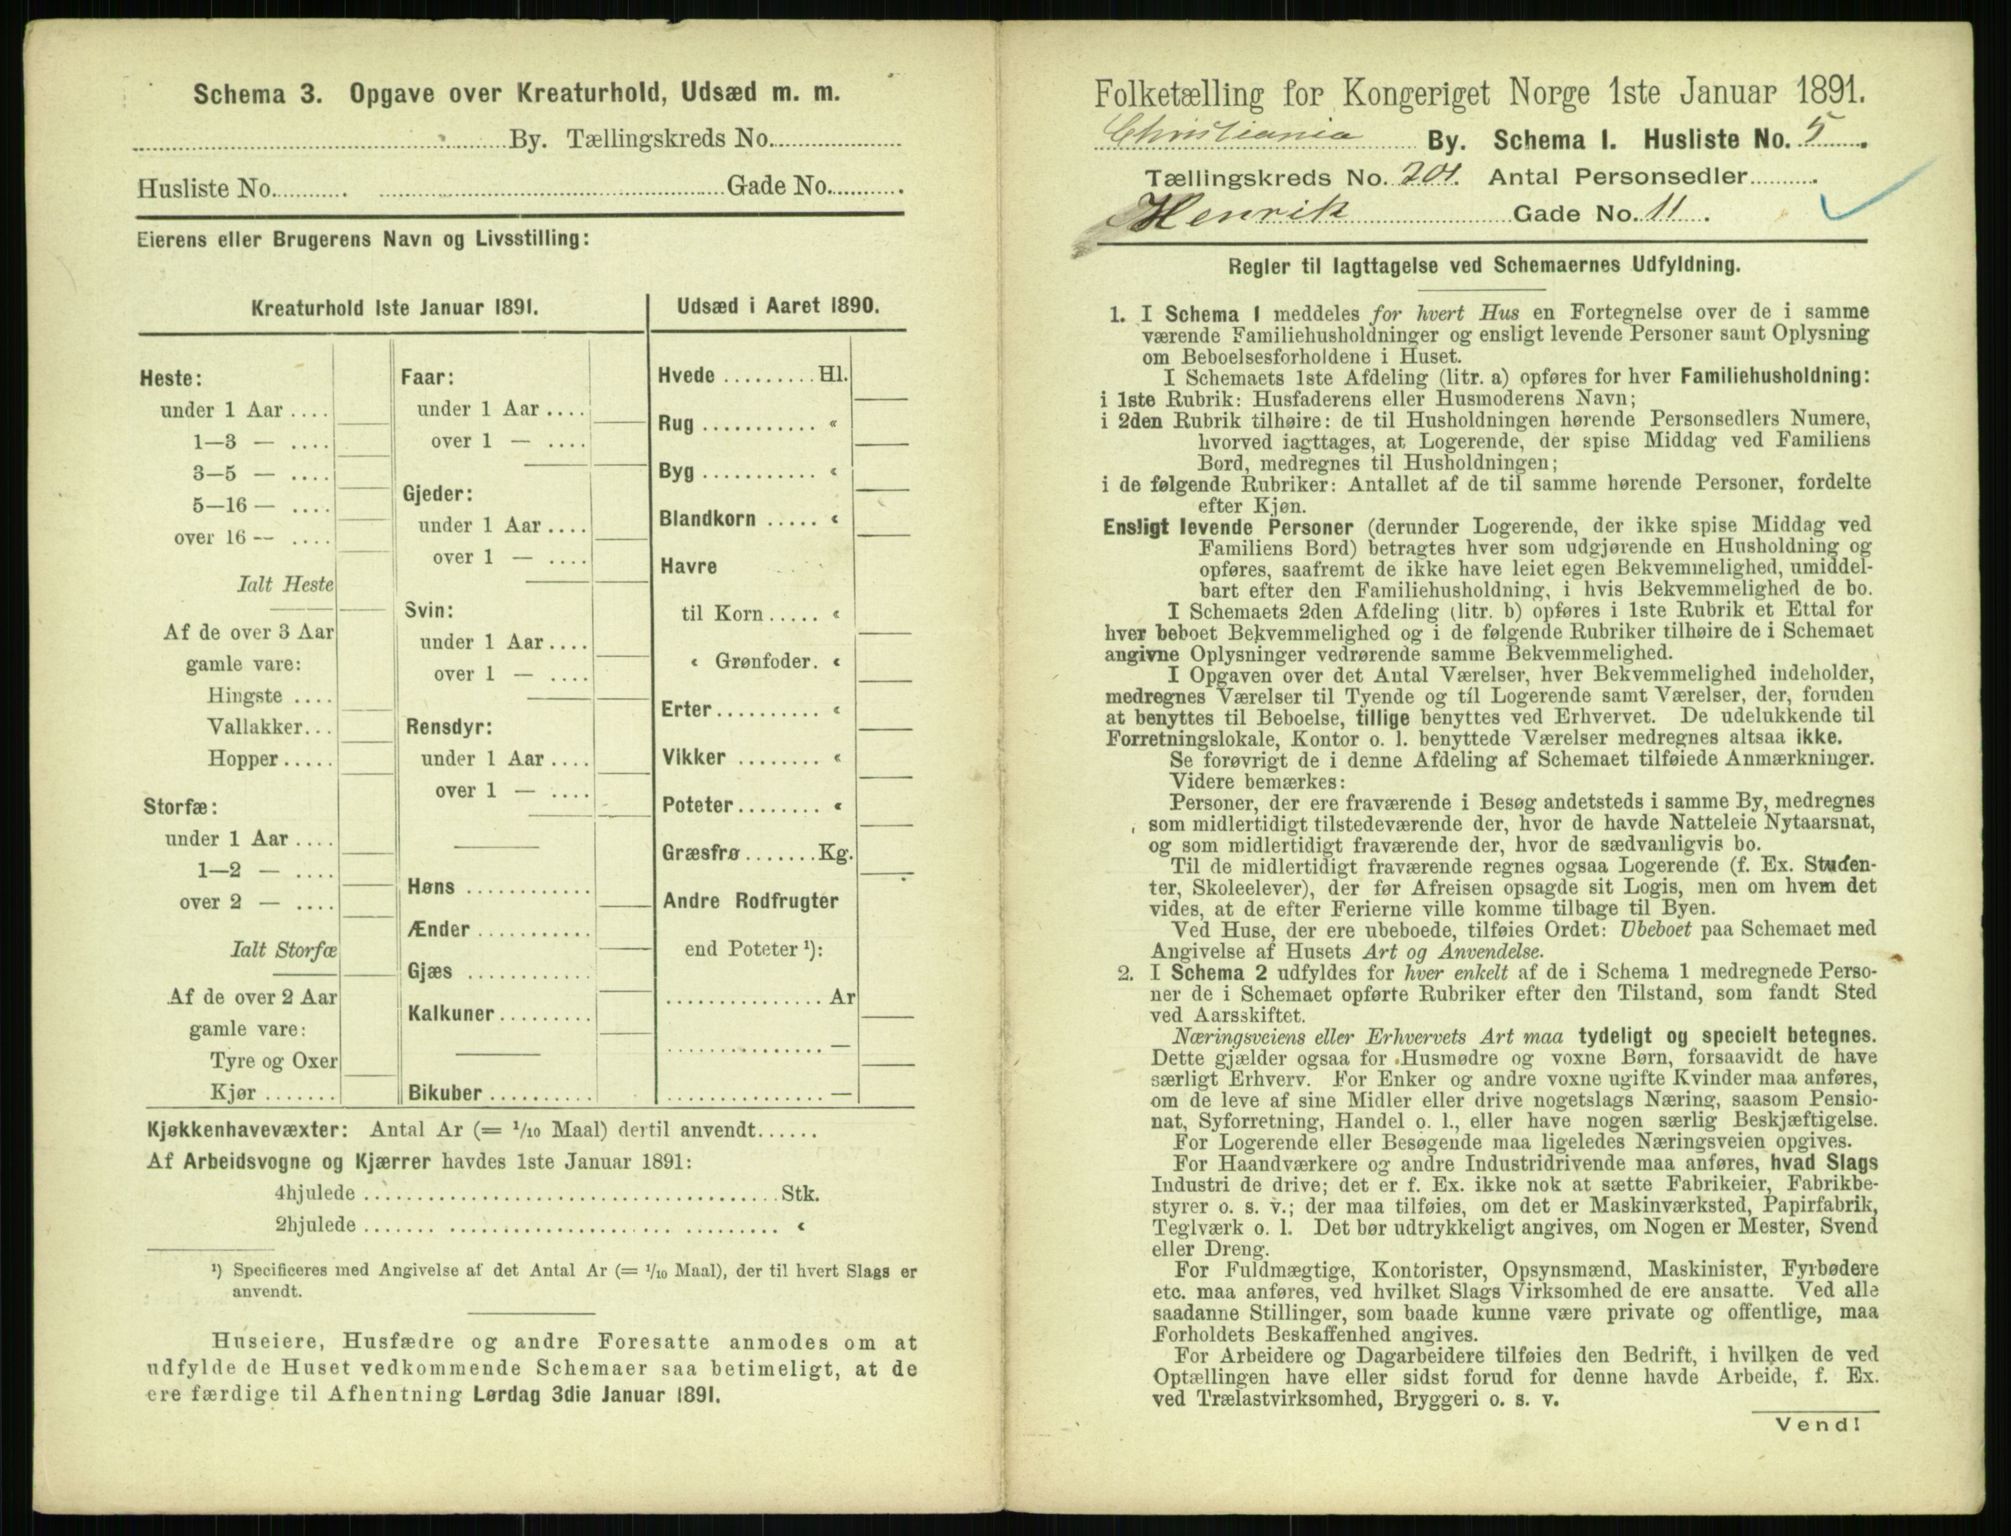 Schema 3. Opgave over Kreaturhold, Udsæd m. m.
By. Tællingskreds No.
Husliste No. Gade No.
Eierens eller Brugerens Navn og Livsstilling:
Kreaturhold 1ste Januar 1891.
Heste:
under 1 Aar ....
1—3 — ....
3—5 — ....
5—16 — ....
over 16 — ....
Ialt Heste
Af de over 3 Aar
gamle vare:
Hingste ....
Vallakker...
Hopper.....
Storfæ:
under 1 Aar ....
1—2 — ....
over 2 — ....
Ialt Storfæ
Af de over 2 Aar
gamle vare:
Tyre og Oxer
Kjør .......
Faar:
under 1 Aar ....
over 1 — ....
Gjeder:
under 1 Aar ....
over 1 — ....
Svin:
under 1 Aar ....
over 1 — ....
Rensdyr:
under 1 Aar ....
over 1 — ....
Høns ............
Ænder ...........
Gjæs ............
Kalkuner.........
Bikuber ..........
Udsæd i Aaret 1890.
Hvede ......... Hl.
Rug ........... «
Byg ........... «
Blandkorn ..... «
Havre
til Korn ..... «
« Grønfoder. «
Erter.......... «
Vikker ........ «
Poteter........ «
Græsfrø .......Kg.
Andre Rodfrugter
end Poteter ¹):
............... Ar
............... —
............... —
Kjøkkenhavevæxter: Antal Ar (= 1/10 Maal) dertil anvendt......
Af Arbeidsvogne og Kjærrer havdes 1ste Januar 1891:
4hjulede ........................................ Stk.
2hjulede ........................................ «
¹) Specificeres med Angivelse af det Antal Ar (= 1/10 Maal), der til hvert Slags er
anvendt.
Huseiere, Husfædre og andre Foresatte anmodes om at
udfylde de Huset vedkommende Schemaer saa betimeligt, at de
ere færdige til Afhentning Lørdag 3die Januar 1891.
Folketælling for Kongeriget Norge 1ste Januar 1891.
Christiania By. Schema I. Husliste No. 5.
Tællingskreds No. 201. Antal Personsedler..........
Henrik Gade No. 11.
Regler til Iagttagelse ved Schemaernes Udfyldning.
1. I Schema 1 meddeles for hvert Hus en Fortegnelse over de i samme
værende Familiehusholdninger og ensligt levende Personer samt Oplysning
om Beboelsesforholdene i Huset.
I Schemaets 1ste Afdeling (litr. a) opføres for hver Familiehusholdning:
i 1ste Rubrik: Husfaderens eller Husmoderens Navn;
i 2den Rubrik tilhøire: de til Husholdningen hørende Personsedlers Numere,
hvorved iagttages, at Logerende, der spise Middag ved Familiens
Bord, medregnes til Husholdningen;
i de følgende Rubriker: Antallet af de til samme hørende Personer, fordelte
efter Kjøn.
Ensligt levende Personer (derunder Logerende, der ikke spise Middag ved
Familiens Bord) betragtes hver som udgjørende en Husholdning og
opføres, saafremt de ikke have leiet egen Bekvemmelighed, umiddel-
bart efter den Familiehusholdning, i hvis Bekvemmelighed de bo.
I Schemaets 2den Afdeling (litr. b) opføres i 1ste Rubrik et Ettal for
hver beboet Bekvemmelighed og i de følgende Rubriker tilhøire de i Schemaet
angivne Oplysninger vedrørende samme Bekvemmelighed.
I Opgaven over det Antal Værelser, hver Bekvemmelighed indeholder,
medregnes Værelser til Tyende og til Logerende samt Værelser, der, foruden
at benyttes til Beboelse, tillige benyttes ved Erhvervet. De udelukkende til
Forretningslokale, Kontor o. l. benyttede Værelser medregnes altsaa ikke.
Se forøvrigt de i denne Afdeling af Schemaet tilføiede Anmærkninger.
Videre bemærkes:
Personer, der ere fraværende i Besøg andetsteds i samme By, medregnes
som midlertidigt tilstedeværende der, hvor de havde Natteleie Nytaarsnat,
og som midlertidigt fraværende der, hvor de sædvanligvis bo.
Til de midlertidigt fraværende regnes ogsaa Logerende (f. Ex. Studen-
ter, Skoleelever), der før Afreisen opsagde sit Logis, men om hvem det
vides, at de efter Ferierne ville komme tilbage til Byen.
Ved Huse, der ere ubeboede, tilføies Ordet: Ubeboet paa Schemaet med
Angivelse af Husets Art og Anvendelse.
2. I Schema 2 udfyldes for hver enkelt af de i Schema 1 medregnede Perso-
ner de i Schemaet opførte Rubriker efter den Tilstand, som fandt Sted
ved Aarsskiftet.
Næringsveiens eller Erhvervets Art maa tydeligt og specielt betegnes.
Dette gjælder ogsaa for Husmødre og voxne Børn, forsaavidt de have
særligt Erhverv. For Enker og andre voxne ugifte Kvinder maa anføres,
om de leve af sine Midler eller drive nogetslags Næring, saasom Pensio-
nat, Syforretning, Handel o. l., eller have nogen særlig Beskjæftigelse.
For Logerende eller Besøgende maa ligeledes Næringsveien opgives.
For Haandværkere og andre Industridrivende maa anføres, hvad Slags
Industri de drive; det er f. Ex. ikke nok at sætte Fabrikeier, Fabrikbe-
styrer o. s. v.; der maa tilføies, om det er Maskinværksted, Papirfabrik,
Teglværk o. l. Det bør udtrykkeligt angives, om Nogen er Mester, Svend
eller Dreng.
For Fuldmægtige, Kontorister, Opsynsmænd, Maskinister, Fyrbødere
etc. maa anføres, ved hvilket Slags Virksomhed de ere ansatte. Ved alle
saadanne Stillinger, som baade kunne være private og offentlige, maa
Forholdets Beskaffenhed angives.
For Arbeidere og Dagarbeidere tilføies den Bedrift, i hvilken de ved
Optællingen have eller sidst forud for denne havde Arbeide, f. Ex.
ved Trælastvirksomhed, Bryggeri o. s. v.
Vend!